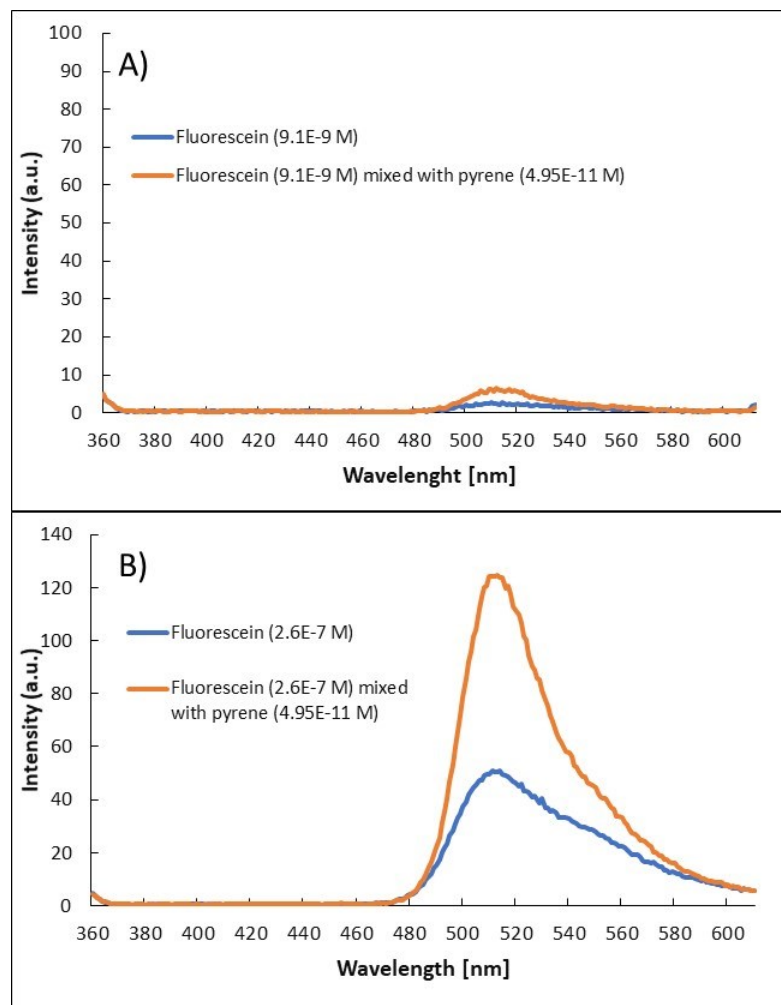 A)
100
90
80
70
60
50
40
30
20
10
0
Intensity (a.u.)
Fluorescein (9.1E-9 M)
Fluorescein (9.1E-9 M) mixed with pyrene (4.95E-11 M)
360 380 400 420 440 460 480 500 520 540 560 580 600
Wavelenght [nm]
B)
140
120
100
80
60
40
20
0
Intensity (a.u.)
Fluorescein (2.6E-7 M)
Fluorescein (2.6E-7 M) mixed
with pyrene (4.95E-11 M)
360 380 400 420 440 460 480 500 520 540 560 580 600
Wavelength [nm]